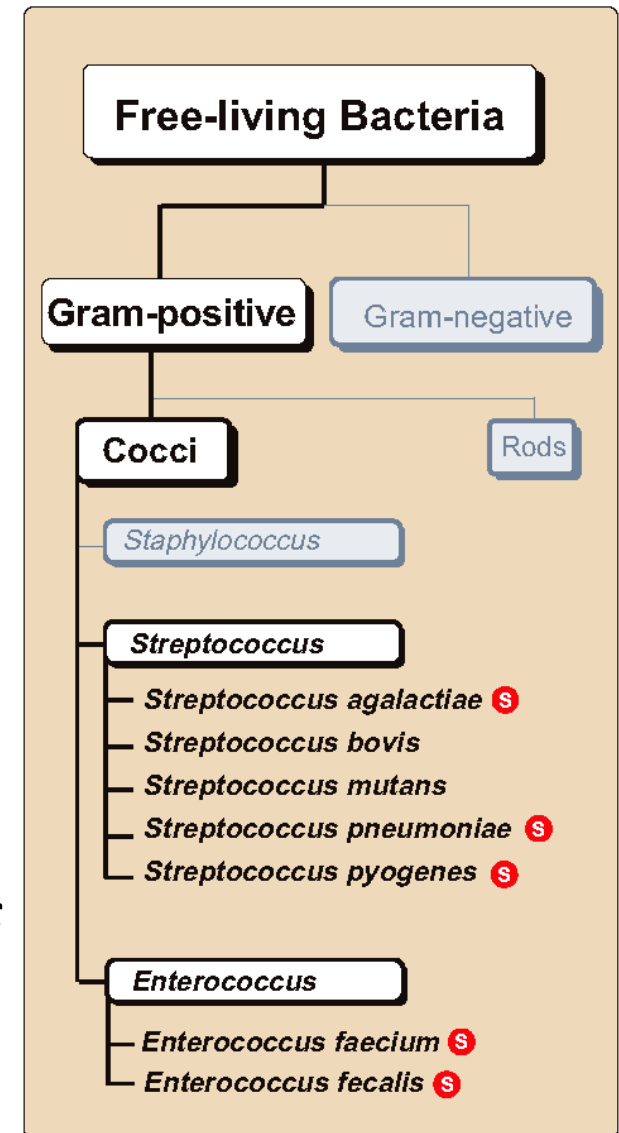 Free-living Bacteria
Gram-positive
Gram-negative
Cocci
Rods
Staphylococcus
Streptococcus
Streptococcus agalactiae S
Streptococcus bovis
Streptococcus mutans
Streptococcus pneumoniae S
Streptococcus pyogenes S
Enterococcus
Enterococcus faecium S
Enterococcus fecalis S